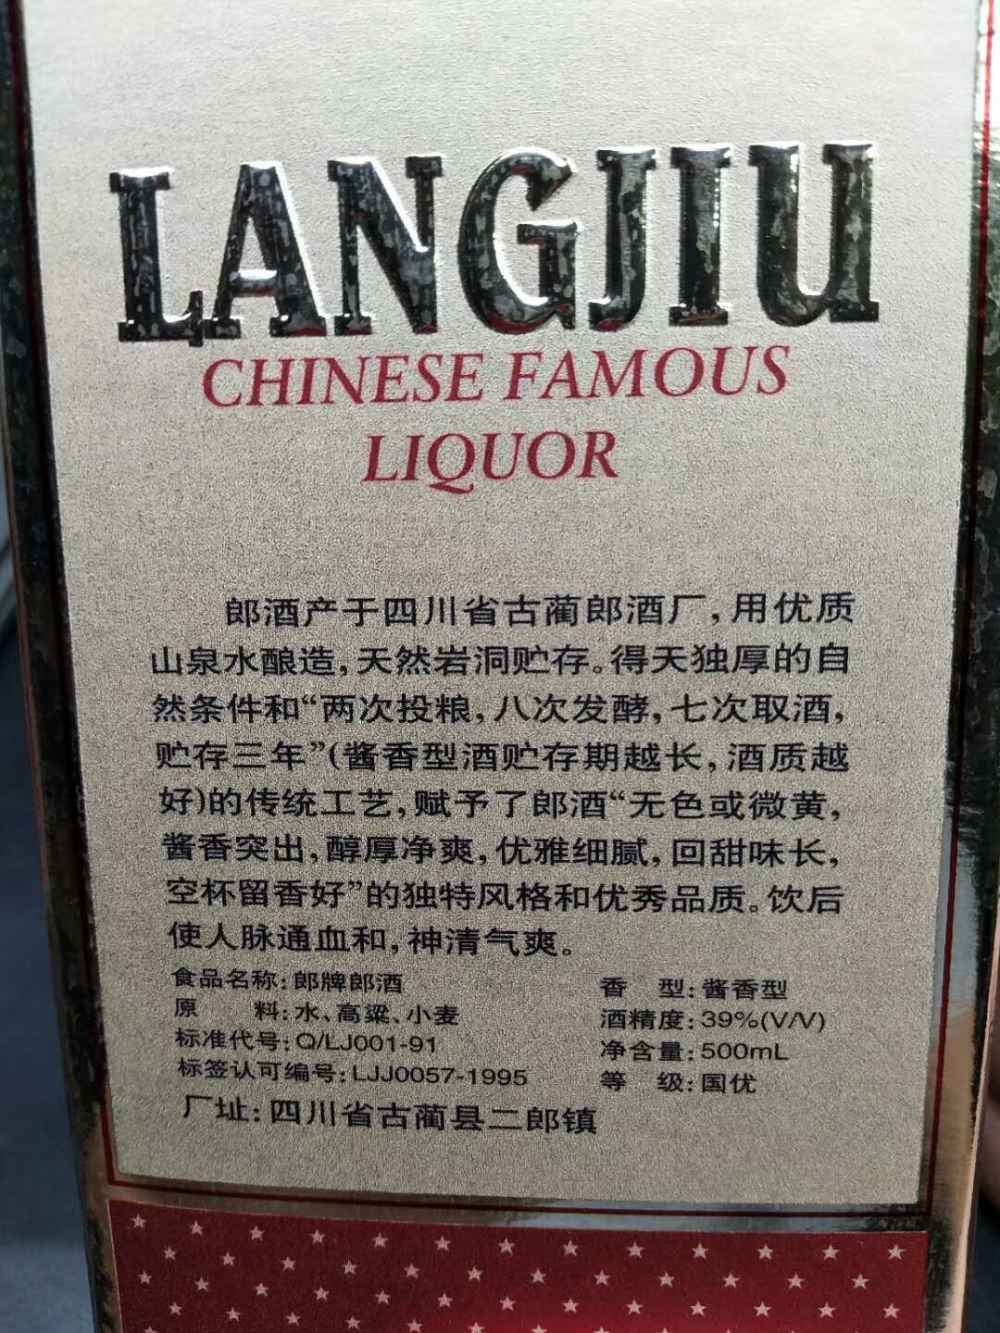 LANGJIU
CHINESE FAMOUS
LIQUOR
郎酒产于四川省古蔺郎酒厂,用优质
山泉水酿造,天然岩洞贮存。得天独厚的自
然条件和“两次投粮,八次发酵,七次取酒,
贮存三年”(酱香型酒贮存期越长,酒质越
好)的传统工艺,赋予了郎酒“无色或微黄,
酱香突出,醇厚净爽,优雅细腻,回甜味长,
空杯留香好”的独特风格和优秀品质。饮后
使人脉通血和,神清气爽。
食品名称:郎牌郎酒 香 型:酱香型
原 料:水、高粱、小麦 酒精度:39%(V/V)
标准代号:Q/LJ001-91 净含量:500mL
标签认可编号:LJJ0057-1995 等 级:国优
厂址:四川省古蔺县二郎镇